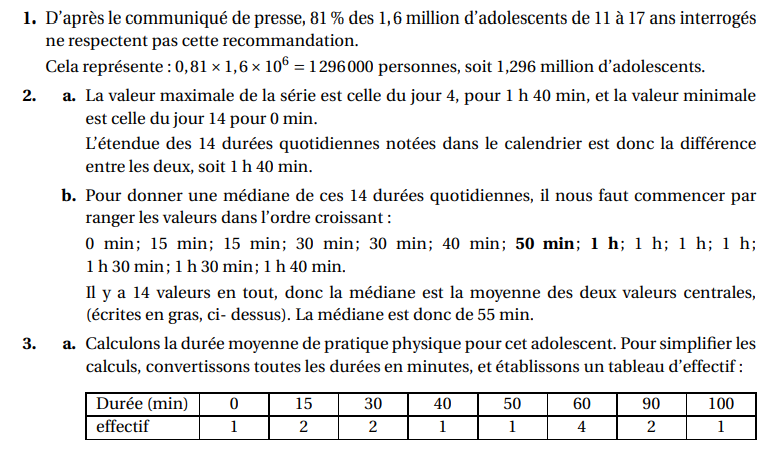 1. D’après le communiqué de presse, 81 % des 1,6 million d’adolescents de 11 à 17 ans interrogés
ne respectent pas cette recommandation.
Cela représente : 0,81 × 1,6 × 10⁶ = 1 296 000 personnes, soit 1,296 million d’adolescents.
2. a. La valeur maximale de la série est celle du jour 4, pour 1 h 40 min, et la valeur minimale
est celle du jour 14 pour 0 min.
L’étendue des 14 durées quotidiennes notées dans le calendrier est donc la différence
entre les deux, soit 1 h 40 min.
b. Pour donner une médiane de ces 14 durées quotidiennes, il nous faut commencer par
ranger les valeurs dans l’ordre croissant :
0 min; 15 min; 15 min; 30 min; 30 min; 40 min; 50 min; 1 h; 1 h; 1 h; 1 h;
1 h 30 min; 1 h 30 min; 1 h 40 min.
Il y a 14 valeurs en tout, donc la médiane est la moyenne des deux valeurs centrales,
(écrites en gras, ci- dessus). La médiane est donc de 55 min.
3. a. Calculons la durée moyenne de pratique physique pour cet adolescent. Pour simplifier les
calculs, convertissons toutes les durées en minutes, et établissons un tableau d’effectif :
Durée (min) 0 15 30 40 50 60 90 100
effectif 1 2 2 1 1 4 2 1